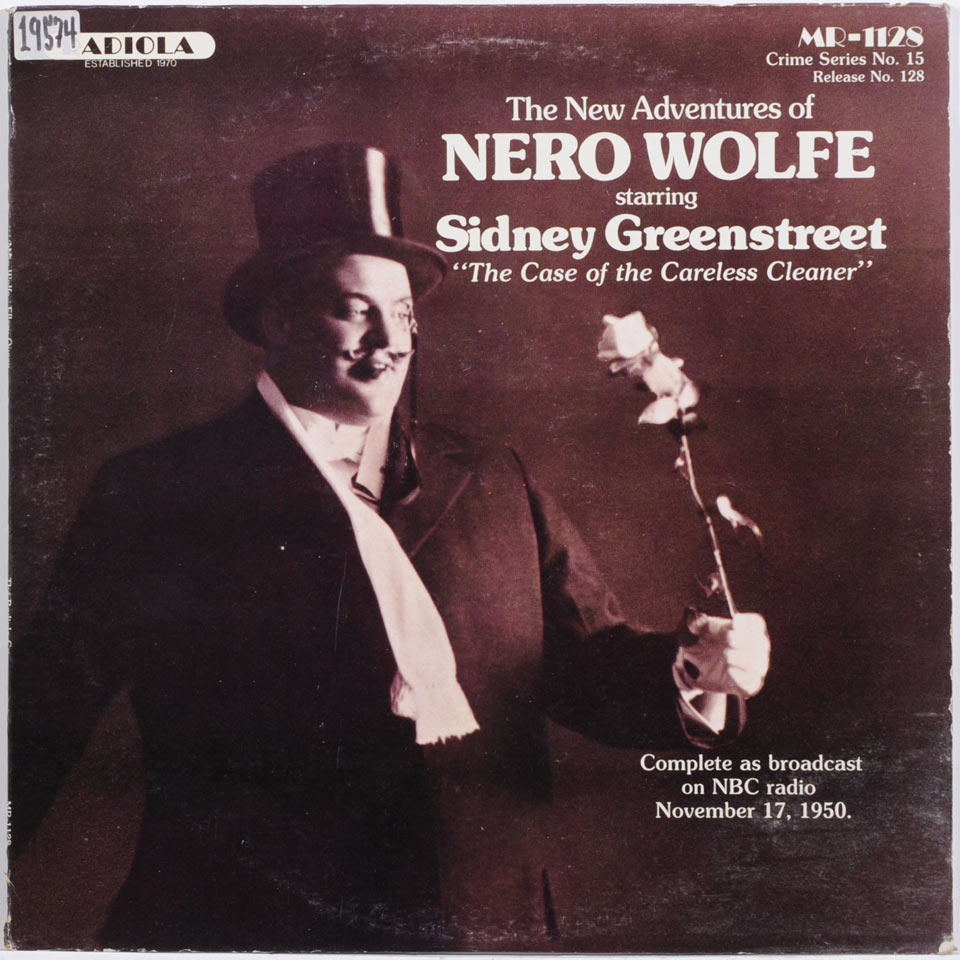 19574
ADIOLA
ESTABLISHED 1970
MR-1128
Crime Series No. 15
Release No. 128
The New Adventures of
NERO WOLFE
starring
Sidney Greenstreet
“The Case of the Careless Cleaner”
Complete as broadcast
on NBC radio
November 17, 1950.